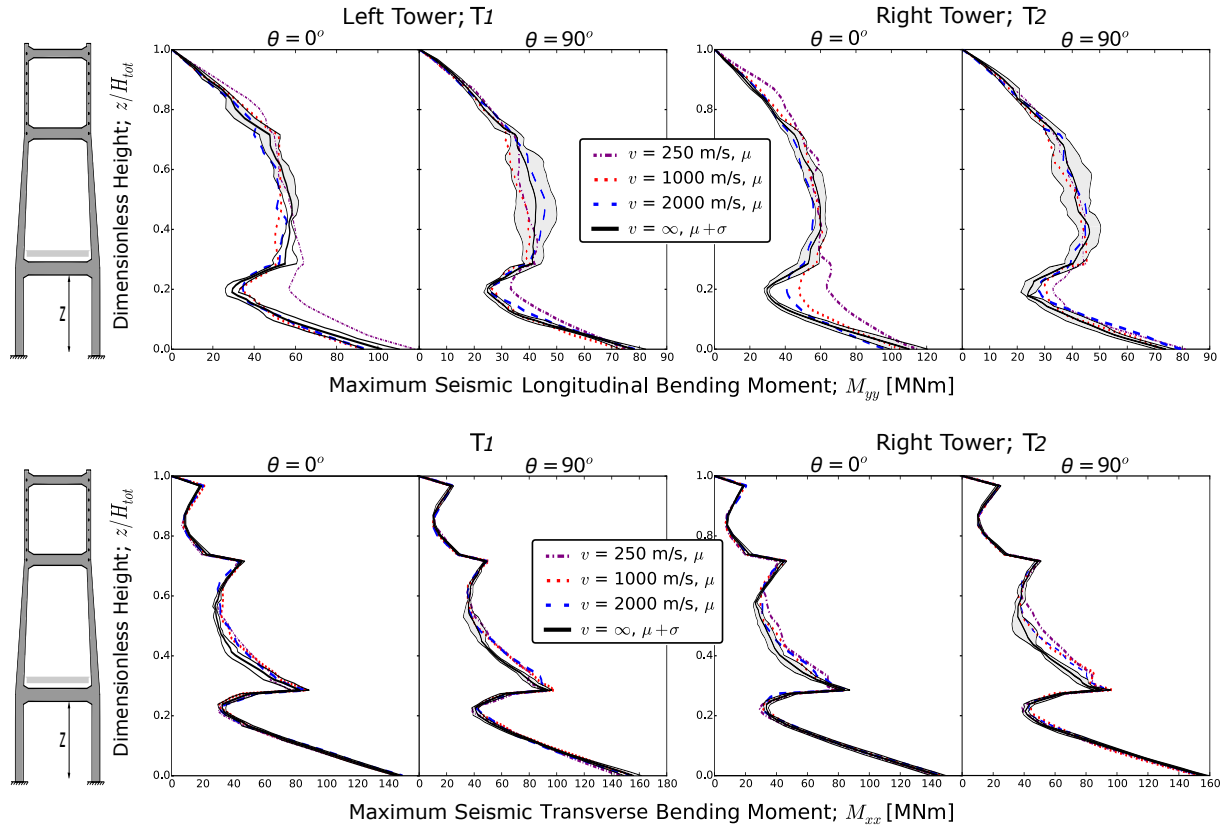 Left Tower; T1
Right Tower; T2
θ = 0°
θ = 90°
θ = 0°
θ = 90°
Dimensionless Height; z/H_tot
1.0
0.8
0.6
0.4
0.2
0.0
z
v = 250 m/s, μ
v = 1000 m/s, μ
v = 2000 m/s, μ
v = ∞, μ+σ
0 20 40 60 80 100
0 10 20 30 40 50 60 70 80 90
0 20 40 60 80 100 120
0 10 20 30 40 50 60 70 80 90
Maximum Seismic Longitudinal Bending Moment; M_yy [MNm]
T1
Right Tower; T2
θ = 0°
θ = 90°
θ = 0°
θ = 90°
Dimensionless Height; z/H_tot
1.0
0.8
0.6
0.4
0.2
0.0
z
v = 250 m/s, μ
v = 1000 m/s, μ
v = 2000 m/s, μ
v = ∞, μ+σ
0 20 40 60 80 100 120 140
0 20 40 60 80 100 120 140 160 180
0 20 40 60 80 100 120 140
0 20 40 60 80 100 120 140 160
Maximum Seismic Transverse Bending Moment; M_xx [MNm]